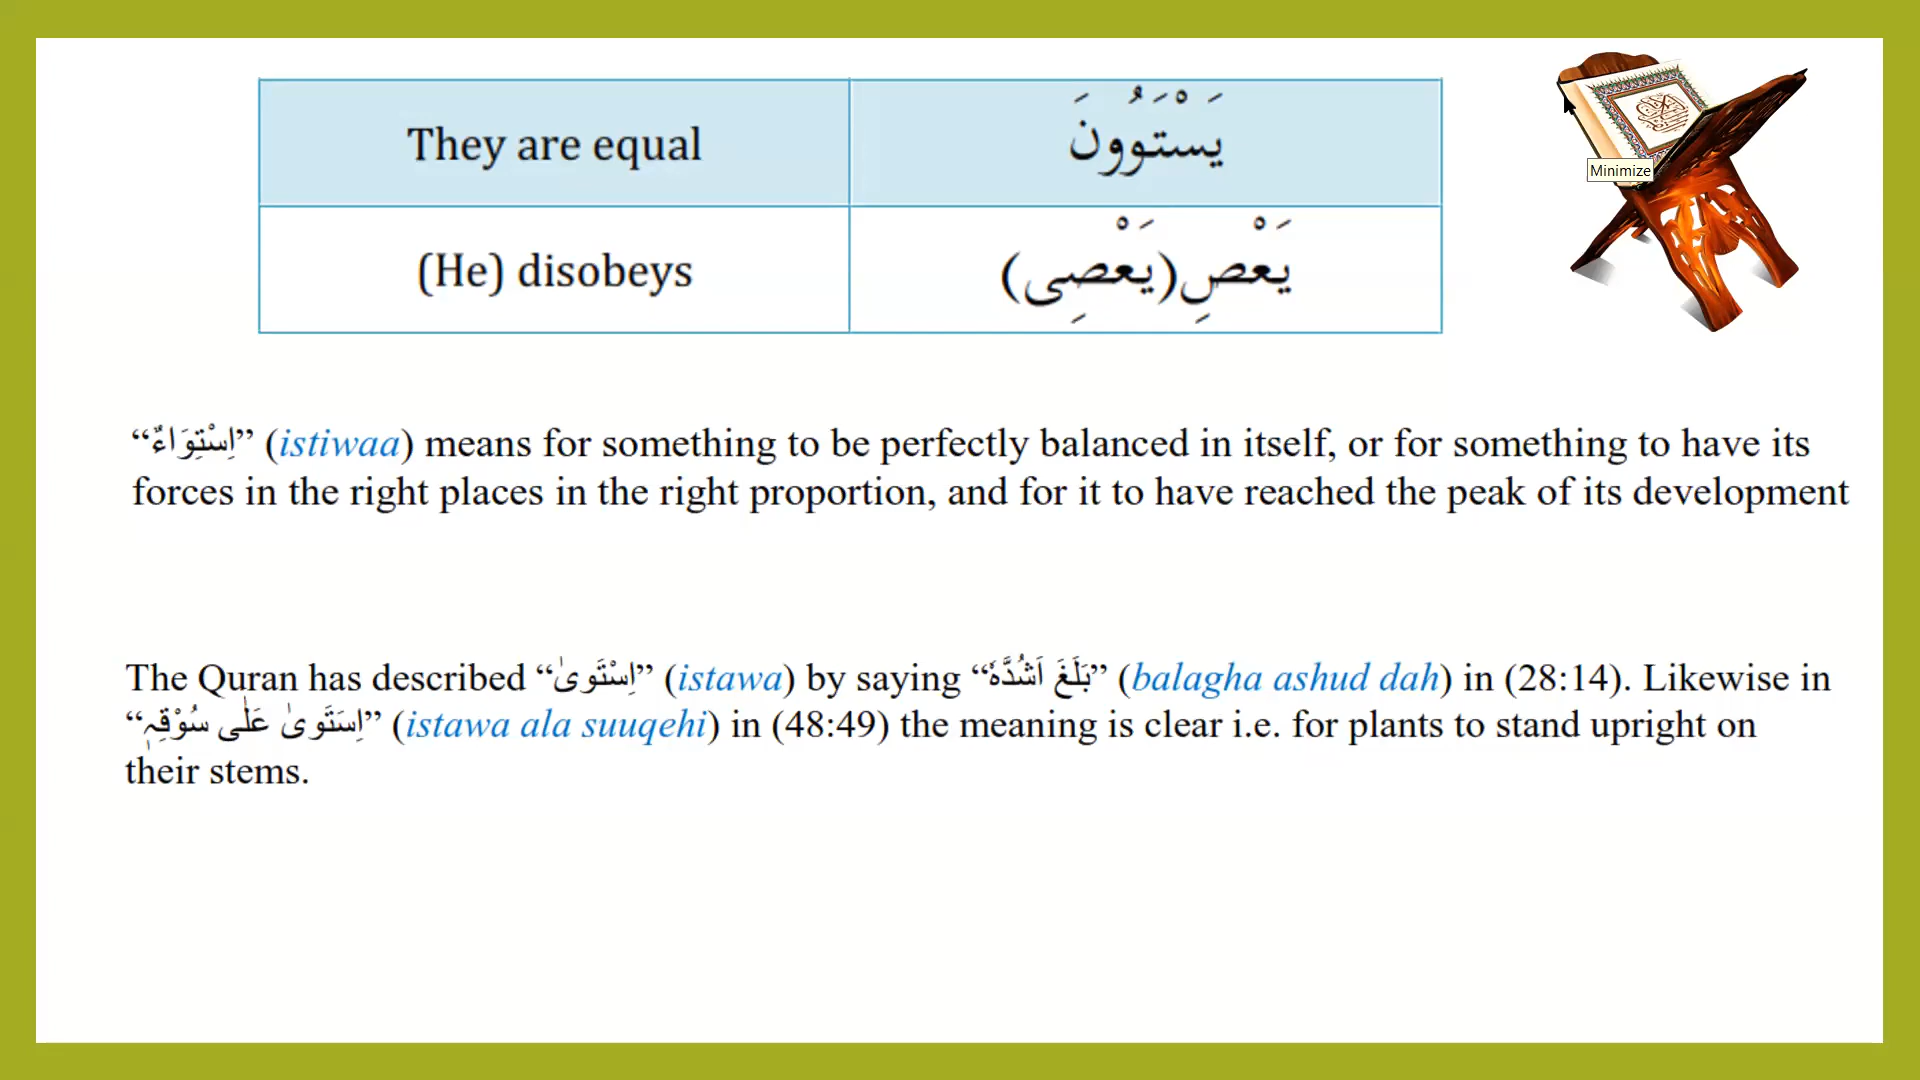 They are equal يَسْتَوُونَ
Minimize
(He) disobeys يَعْصِ(يَعْصِى)
“اِسْتِوَاءٌ” (istiwaa) means for something to be perfectly balanced in itself, or for something to have its
forces in the right places in the right proportion, and for it to have reached the peak of its development
The Quran has described “اِسْتَوىٰ” (istawa) by saying “بَلَغَ اَشُدَّهٗ” (balagha ashud dah) in (28:14). Likewise in
“اِسَتَوىٰ عَلٰى سُوْقِهٖ” (istawa ala suuqehi) in (48:49) the meaning is clear i.e. for plants to stand upright on
their stems.